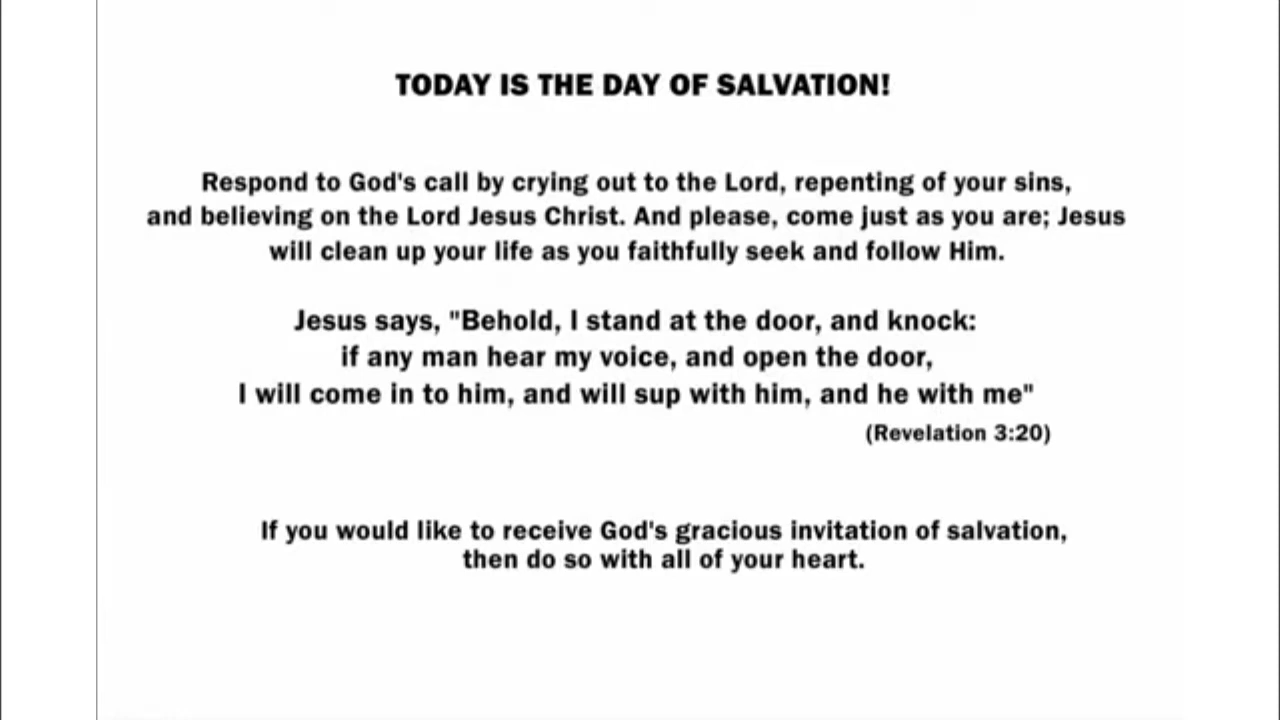 TODAY IS THE DAY OF SALVATION!
Respond to God's call by crying out to the Lord, repenting of your sins,
and believing on the Lord Jesus Christ. And please, come just as you are; Jesus
will clean up your life as you faithfully seek and follow Him.
Jesus says, "Behold, I stand at the door, and knock:
if any man hear my voice, and open the door,
I will come in to him, and will sup with him, and he with me"
(Revelation 3:20)
If you would like to receive God's gracious invitation of salvation,
then do so with all of your heart.